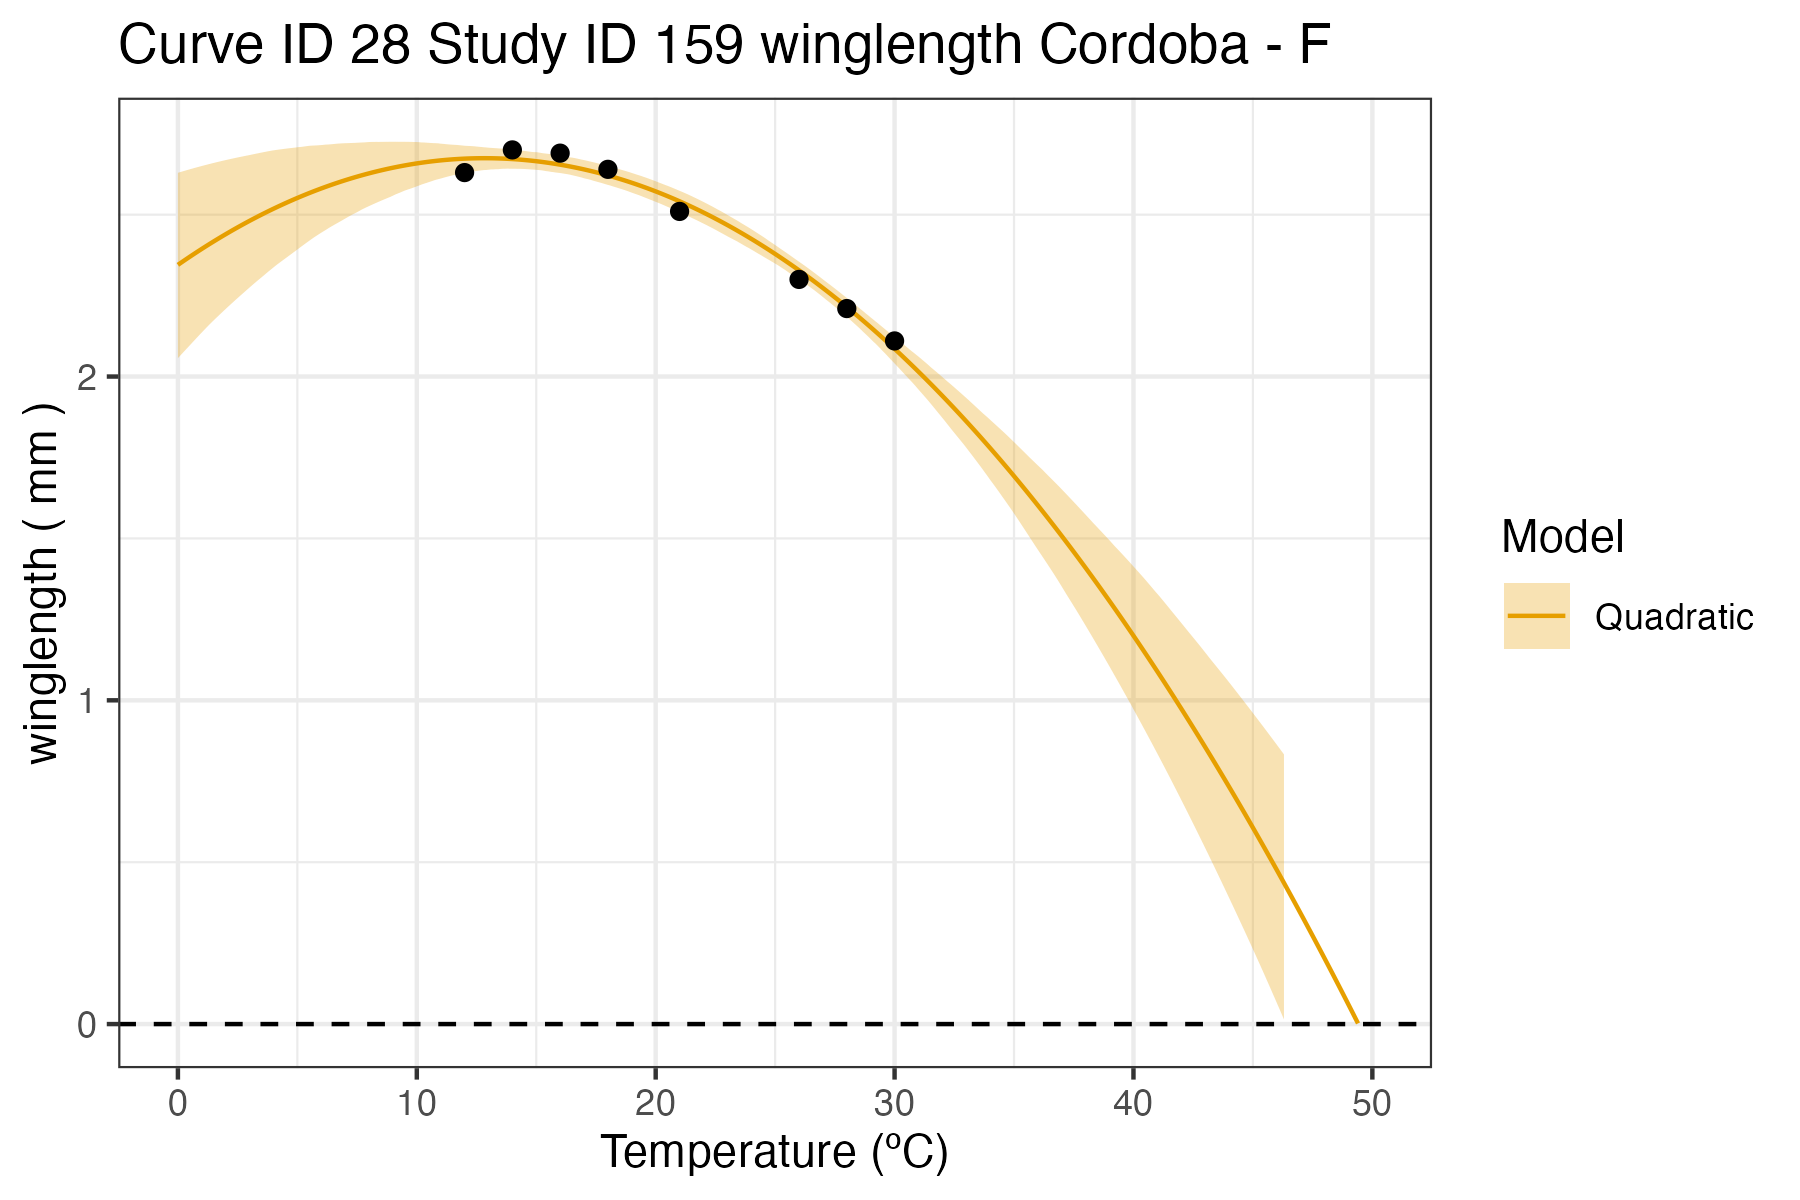 Curve ID 28 Study ID 159 winglength Cordoba - F
winglength ( mm )
2
1
0
0 10 20 30 40 50
Temperature (ºC)
Model
Quadratic